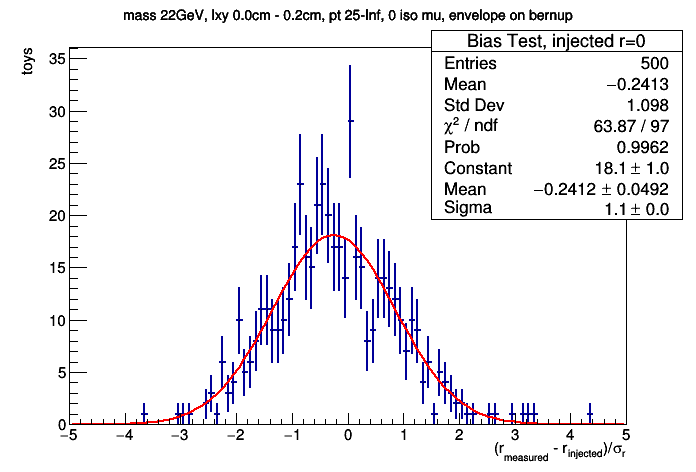 mass 22GeV, lxy 0.0cm - 0.2cm, pt 25-Inf, 0 iso mu, envelope on bernup
Bias Test, injected r=0
Entries 500
Mean −0.2413
Std Dev 1.098
χ² / ndf 63.87 / 97
Prob 0.9962
Constant 18.1 ± 1.0
Mean −0.2412 ± 0.0492
Sigma 1.1 ± 0.0
toys
35
30
25
20
15
10
5
0
−5 −4 −3 −2 −1 0 1 2 3 4 5
(r_measured - r_injected)/σ_r